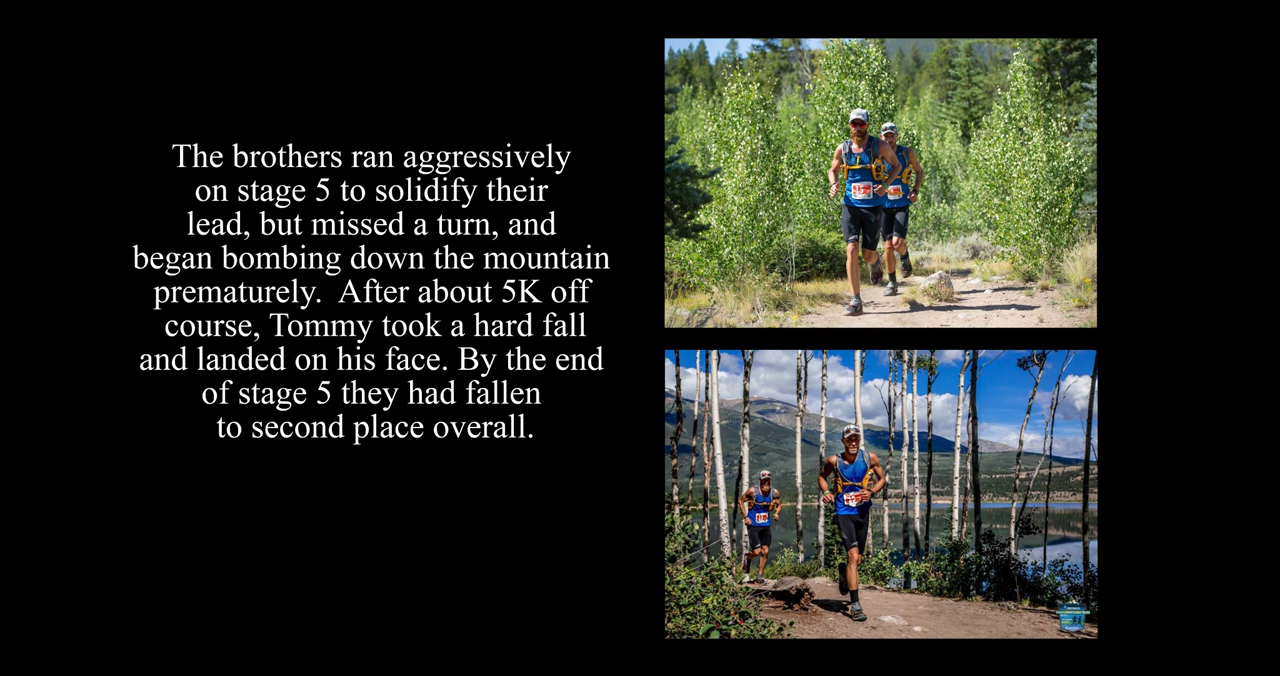 The brothers ran aggressively
on stage 5 to solidify their
lead, but missed a turn, and
began bombing down the mountain
prematurely.  After about 5K off
course, Tommy took a hard fall
and landed on his face. By the end
of stage 5 they had fallen
to second place overall.